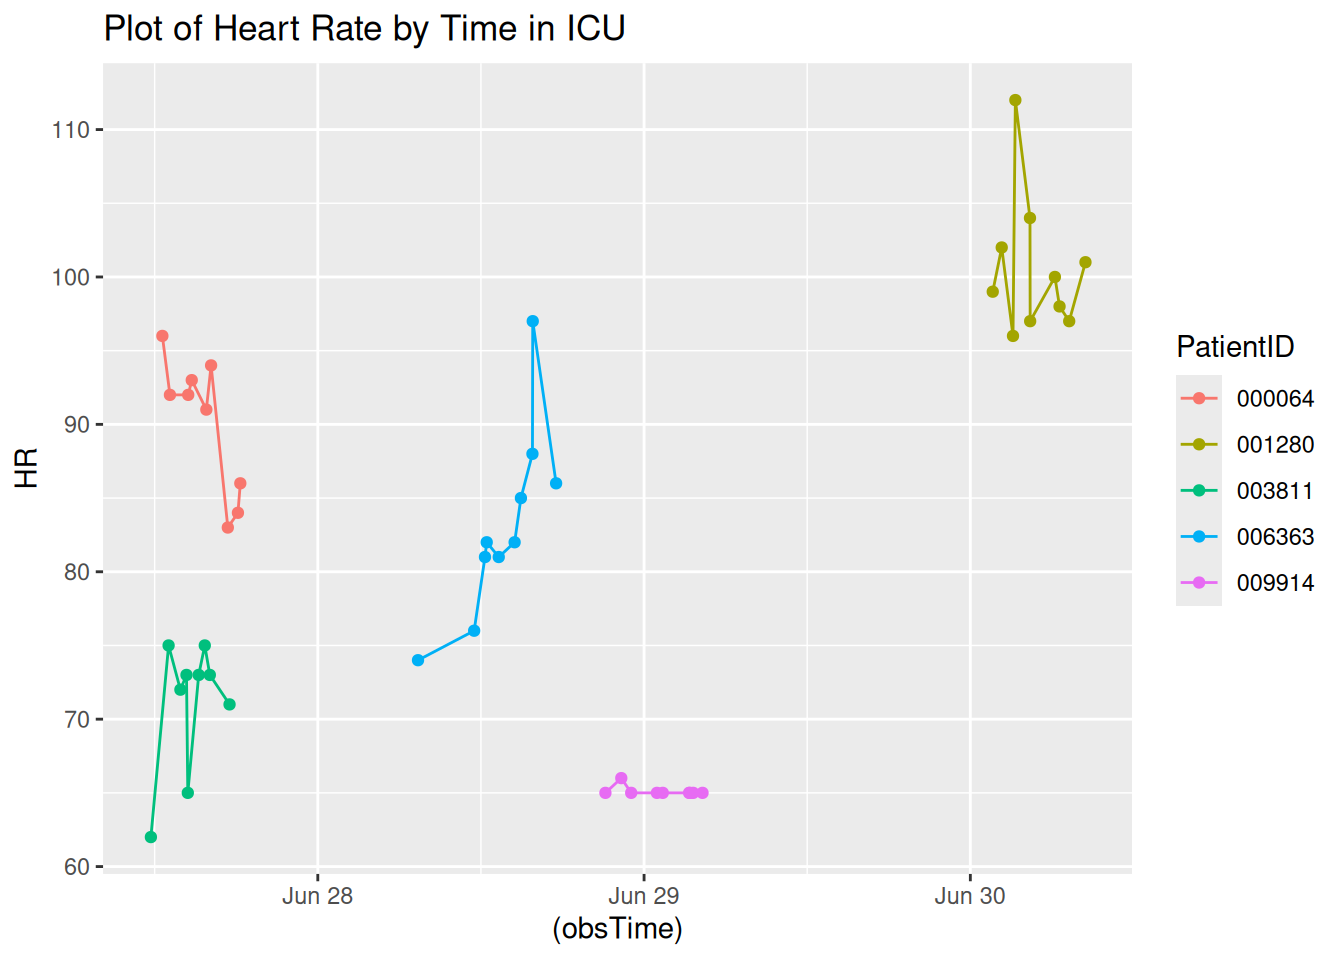 Plot of Heart Rate by Time in ICU
110
100
90
80
70
60
HR
Jun 28
Jun 29
Jun 30
(obsTime)
PatientID
000064
001280
003811
006363
009914